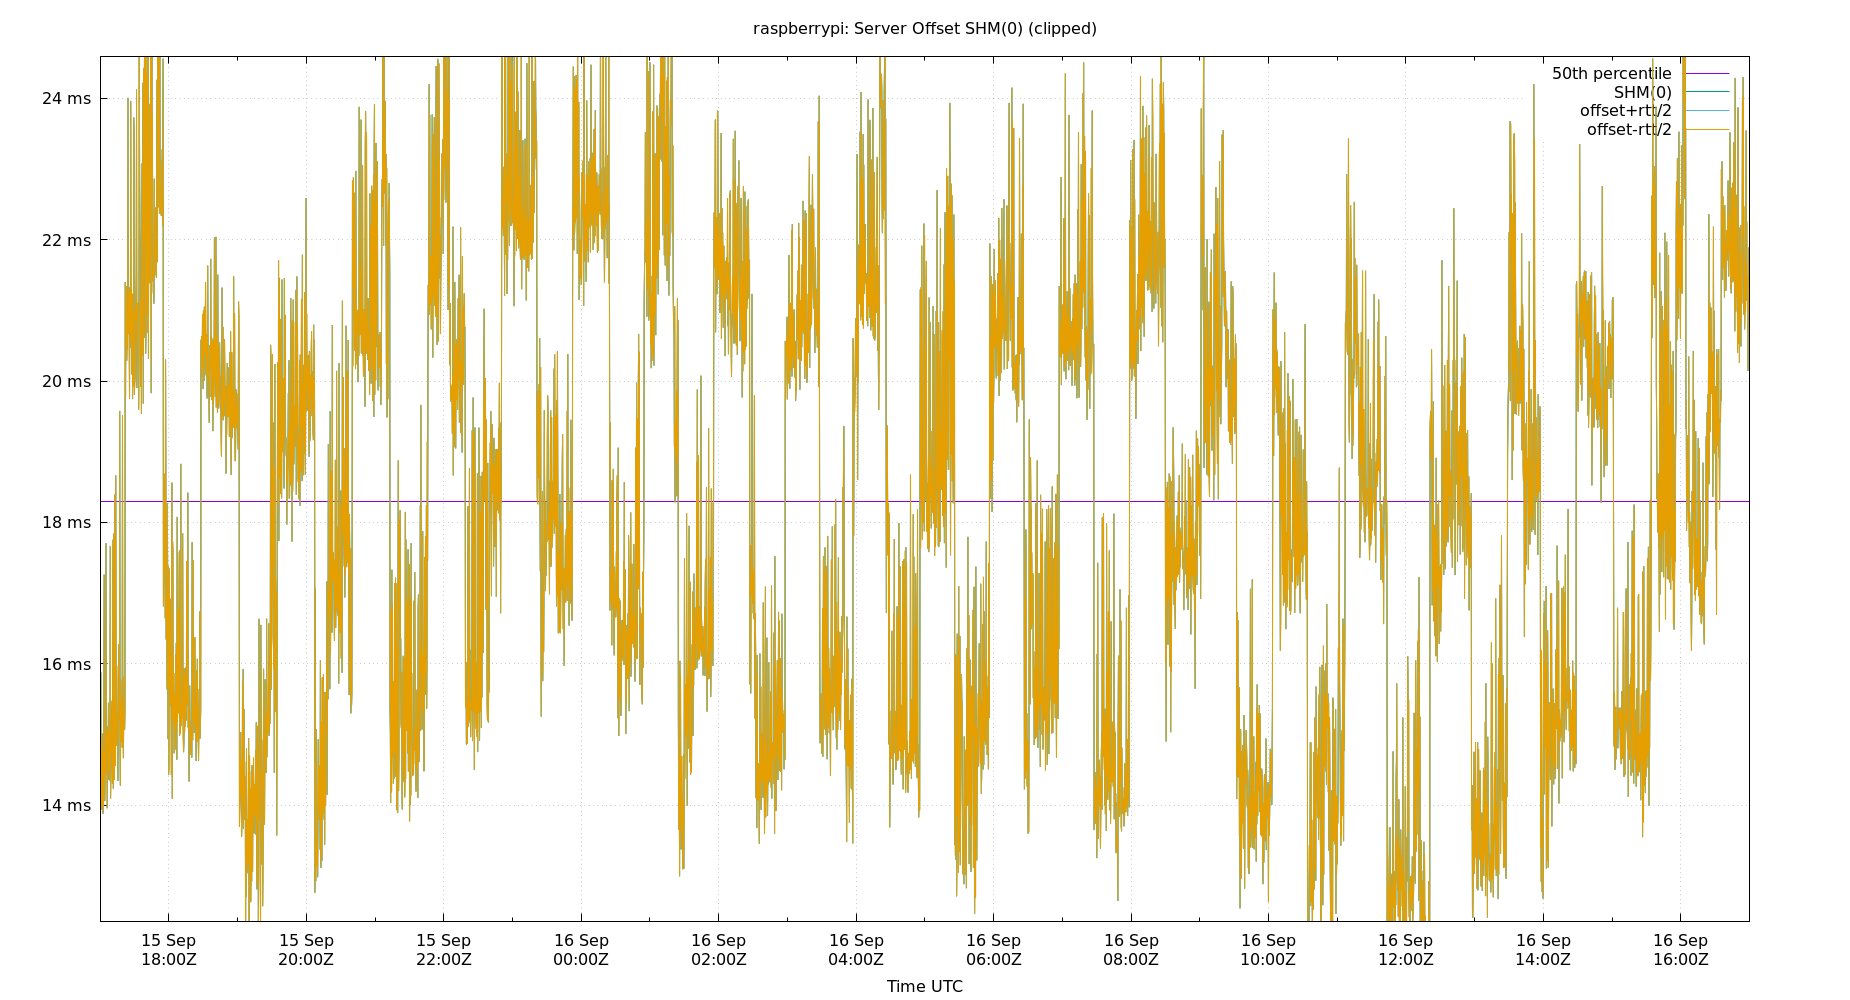 raspberrypi: Server Offset SHM(0) (clipped)
50th percentile
SHM(0)
offset+rtt/2
offset-rtt/2
24 ms
22 ms
20 ms
18 ms
16 ms
14 ms
15 Sep 15 Sep 15 Sep 16 Sep 16 Sep 16 Sep 16 Sep 16 Sep 16 Sep 16 Sep 16 Sep 16 Sep
18:00Z 20:00Z 22:00Z 00:00Z 02:00Z 04:00Z 06:00Z 08:00Z 10:00Z 12:00Z 14:00Z 16:00Z
Time UTC